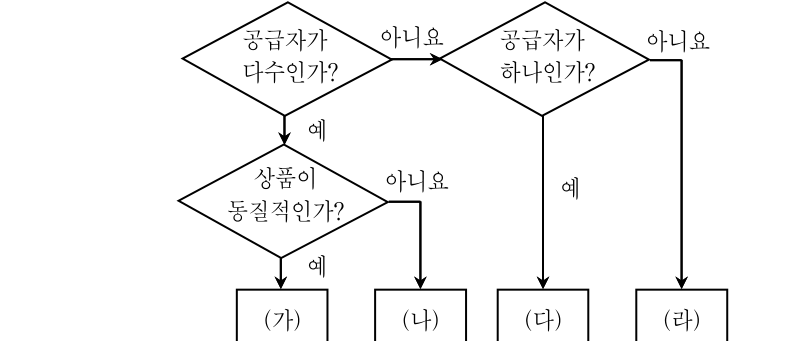 공급자가
다수인가?
아니요
공급자가
하나인가?
아니요
예
상품이
동질적인가?
아니요
예
예
(가)
(나)
(다)
(라)